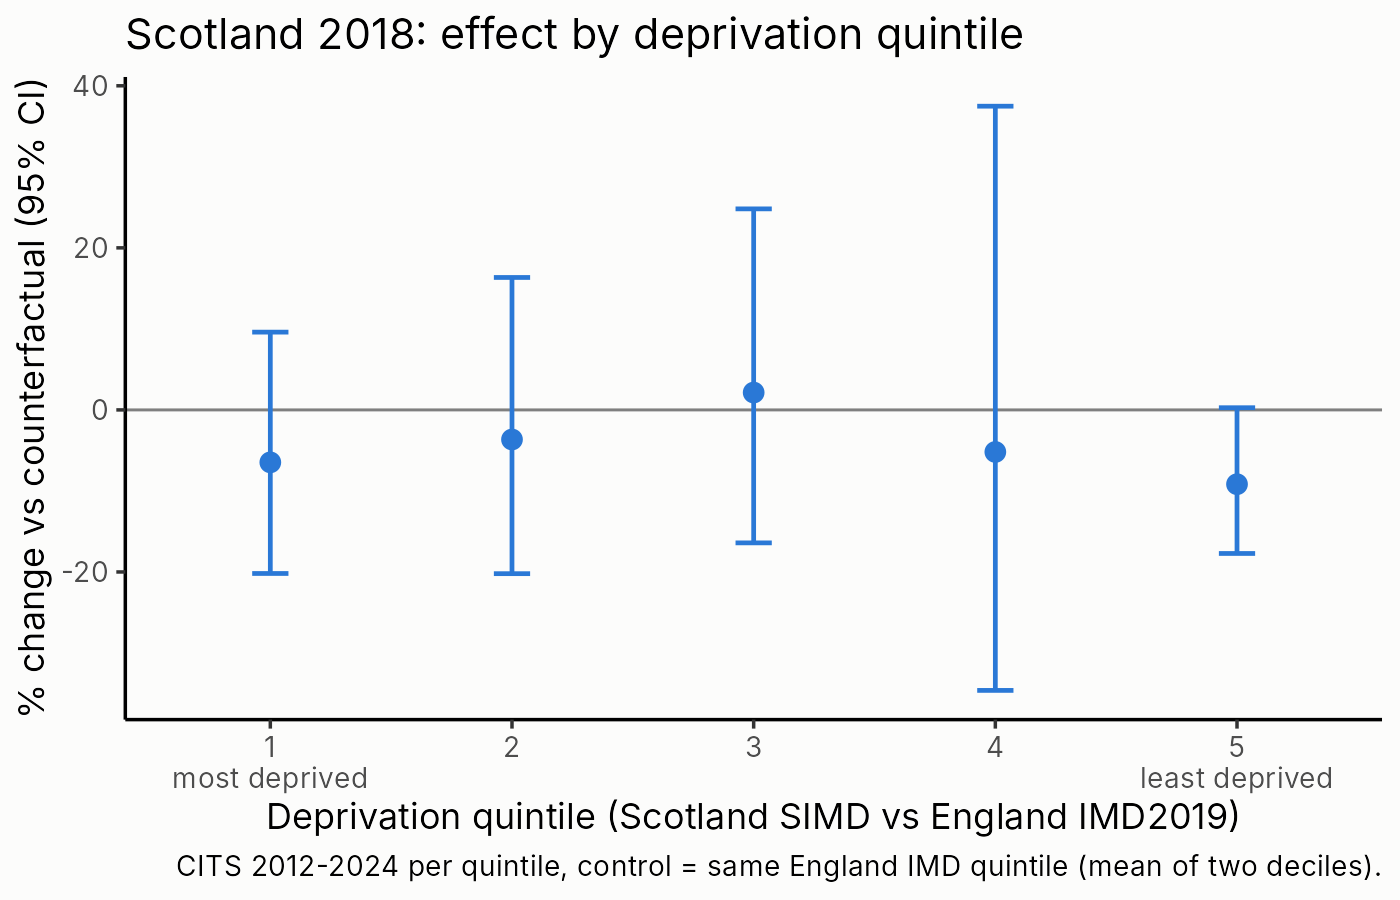 Scotland 2018: effect by deprivation quintile
% change vs counterfactual (95% CI)
40
20
0
-20
1
most deprived
2
3
4
5
least deprived
Deprivation quintile (Scotland SIMD vs England IMD2019)
CITS 2012-2024 per quintile, control = same England IMD quintile (mean of two deciles).